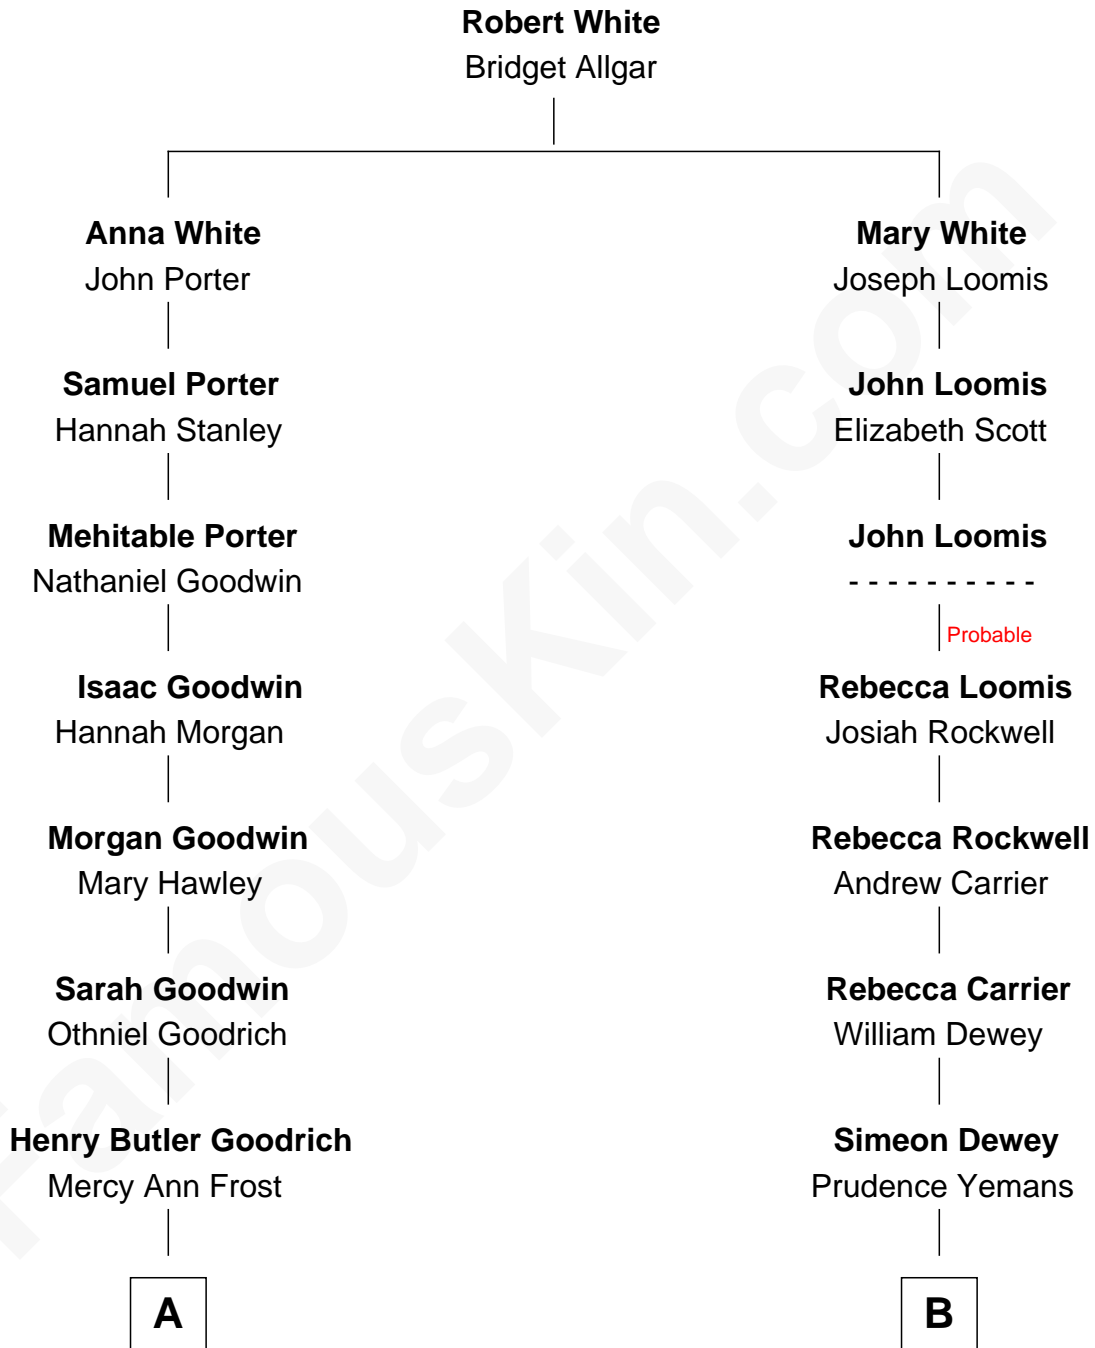 Robert White
Bridget Allgar
Anna White
John Porter
Samuel Porter
Hannah Stanley
Mehitable Porter
Nathaniel Goodwin
Isaac Goodwin
Hannah Morgan
Morgan Goodwin
Mary Hawley
Sarah Goodwin
Othniel Goodrich
Henry Butler Goodrich
Mercy Ann Frost
A
Mary White
Joseph Loomis
John Loomis
Elizabeth Scott
John Loomis
- - - - - - - - - -
Probable
Rebecca Loomis
Josiah Rockwell
Rebecca Rockwell
Andrew Carrier
Rebecca Carrier
William Dewey
Simeon Dewey
Prudence Yemans
B
FamousKin.com